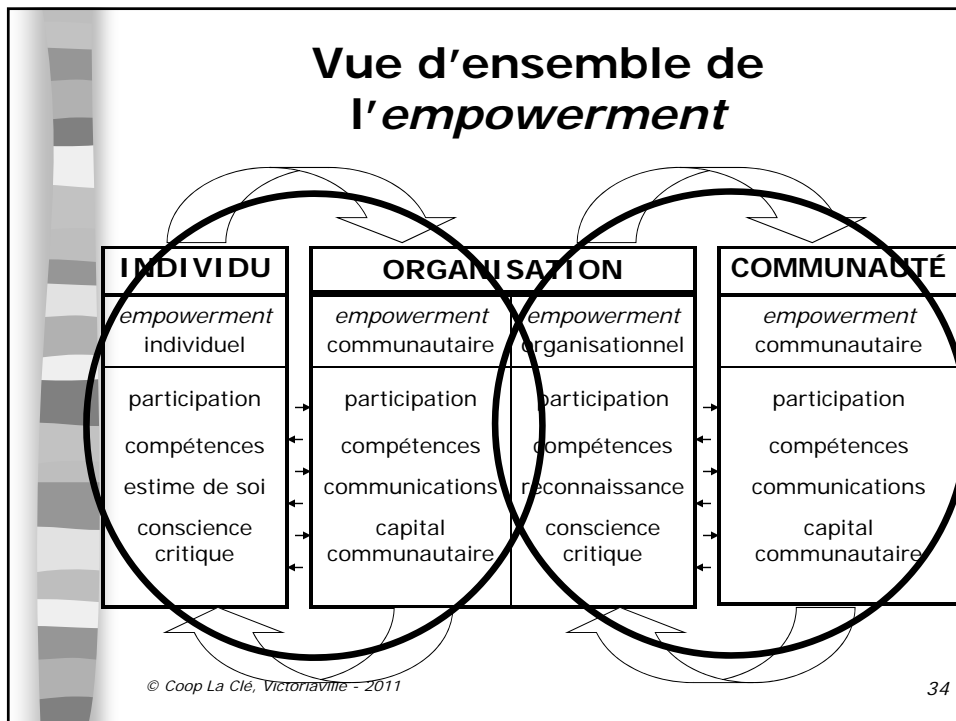 Vue d'ensemble de
l'empowerment
INDIVIDU
empowerment
individuel
participation
compétences
estime de soi
conscience
critique
ORGANISATION
empowerment
communautaire
participation
compétences
communications
capital
communautaire
empowerment
organisationnel
participation
compétences
reconnaissance
conscience
critique
COMMUNAUTÉ
empowerment
communautaire
participation
compétences
communications
capital
communautaire
© Coop La Clé, Victoriaville - 2011
34